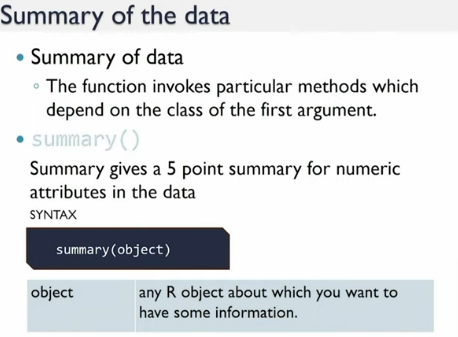 Summary of the data
• Summary of data
◦ The function invokes particular methods which
depend on the class of the first argument.
• summary()
Summary gives a 5 point summary for numeric
attributes in the data
SYNTAX
summary(object)
object any R object about which you want to
have some information.